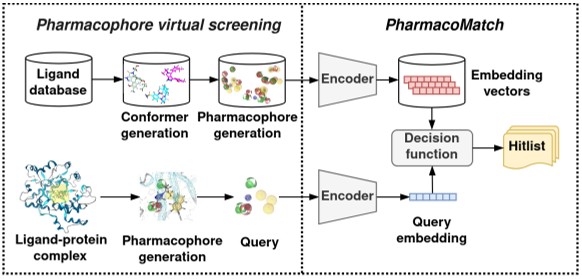 Pharmacophore virtual screening
PharmacoMatch
Ligand
database
Conformer
generation
Pharmacophore
generation
Encoder
Embedding
vectors
Decision
function
Hitlist
Ligand-protein
complex
Pharmacophore
generation
Query
Encoder
Query
embedding